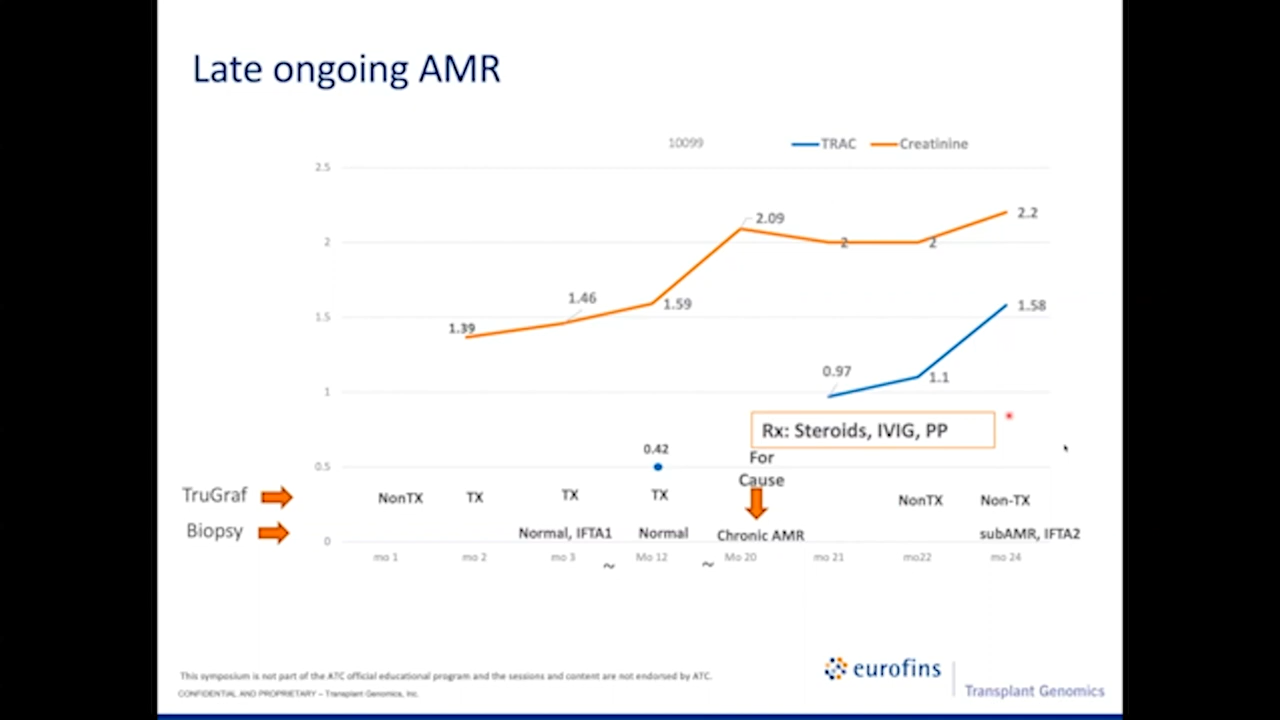 Late ongoing AMR
10099
TRAC
Creatinine
2.5
2
1.5
1
0.5
0
1.39
1.46
1.59
2.09
2
2
2.2
0.42
0.97
1.1
1.58
Rx: Steroids, IVIG, PP
For
Cause
TruGraf
NonTX
TX
TX
TX
NonTX
Non-TX
Biopsy
Normal, IFTA1
Normal
Chronic AMR
subAMR, IFTA2
mo 1
mo 2
mo 3
~
Mo 12
~
Mo 20
mo 21
mo22
mo 24
This symposium is not part of the ATC official educational program and the sessions and content are not endorsed by ATC.
CONFIDENTIAL AND PROPRIETARY – Transplant Genomics, Inc.
eurofins
Transplant Genomics